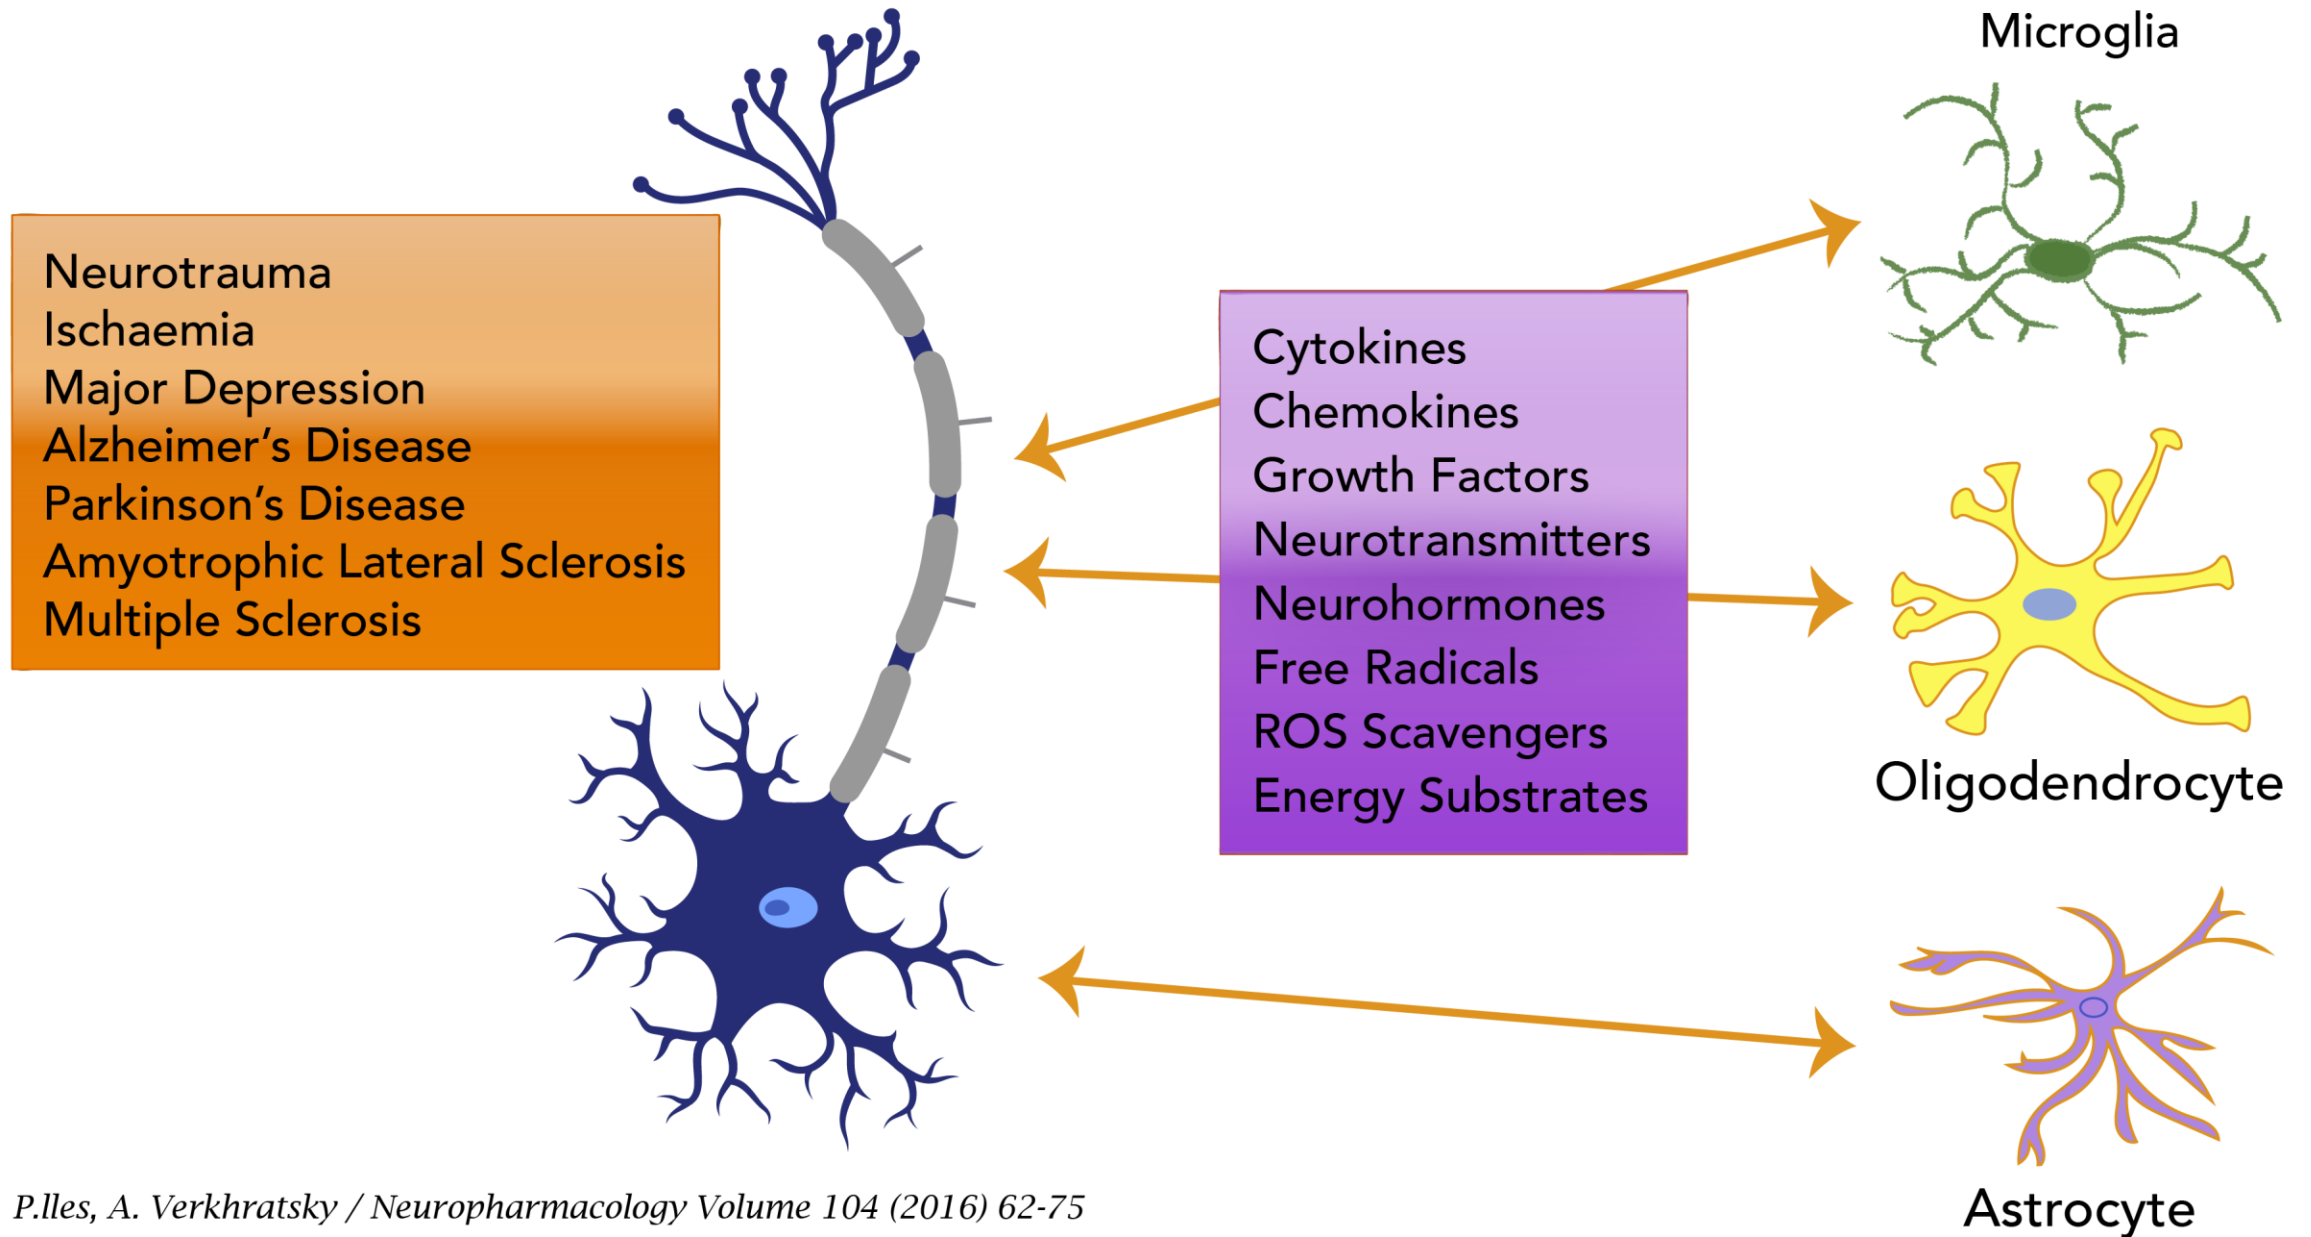 Microglia
Neurotrauma
Ischaemia
Major Depression
Alzheimer’s Disease
Parkinson’s Disease
Amyotrophic Lateral Sclerosis
Multiple Sclerosis
Cytokines
Chemokines
Growth Factors
Neurotransmitters
Neurohormones
Free Radicals
ROS Scavengers
Energy Substrates
Oligodendrocyte
Astrocyte
P.lles, A. Verkhratsky / Neuropharmacology Volume 104 (2016) 62-75